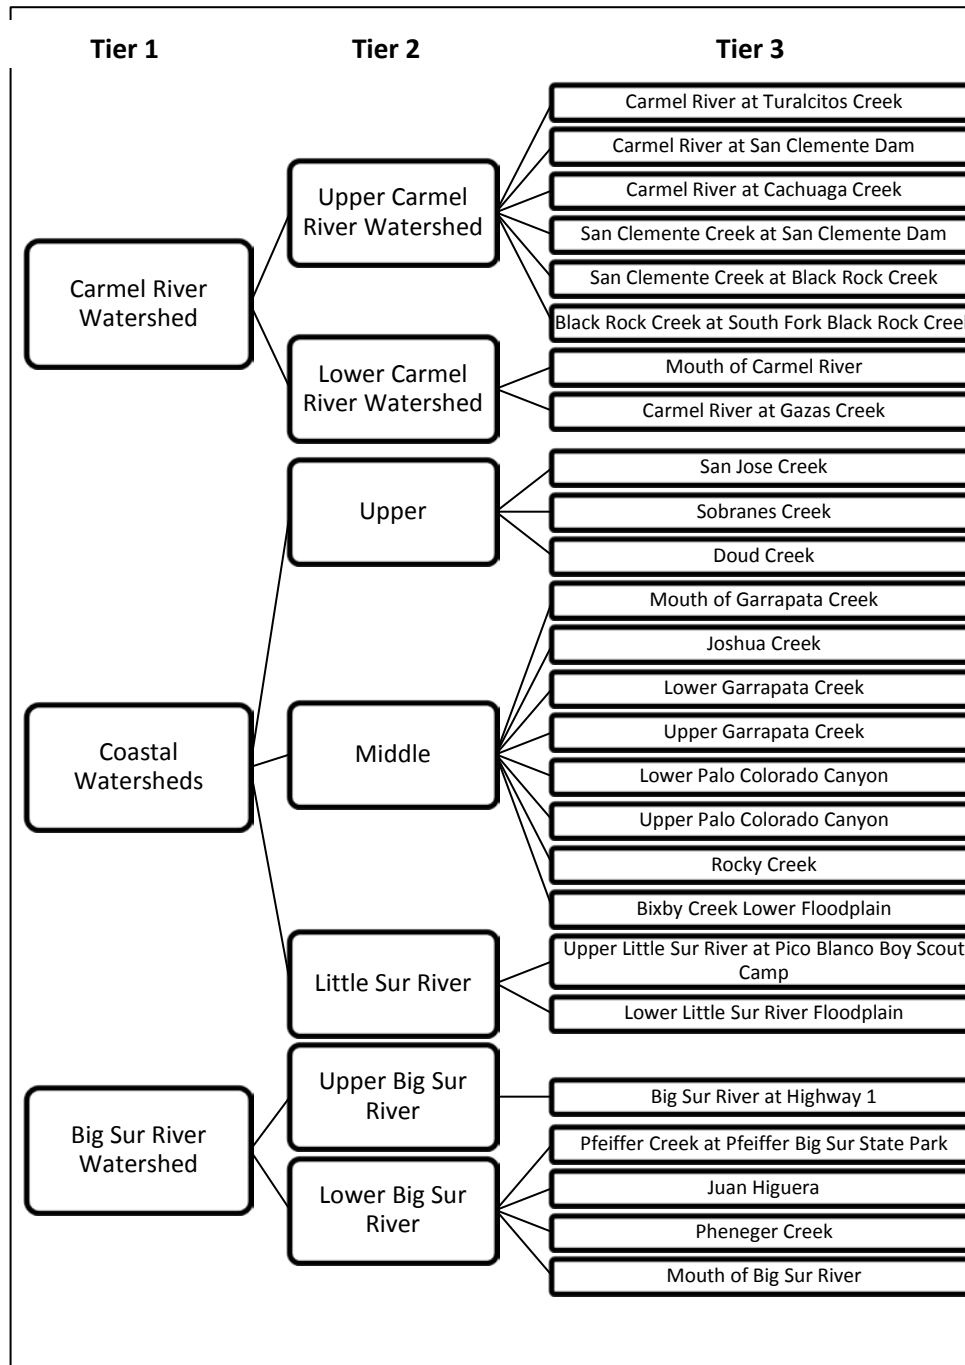 Tier 1
Tier 2
Tier 3
Carmel River
Watershed
Upper Carmel
River Watershed
Carmel River at Turalcitos Creek
Carmel River at San Clemente Dam
Carmel River at Cachuaga Creek
San Clemente Creek at San Clemente Dam
San Clemente Creek at Black Rock Creek
Black Rock Creek at South Fork Black Rock Creek
Lower Carmel
River Watershed
Mouth of Carmel River
Carmel River at Gazas Creek
Coastal
Watersheds
Upper
San Jose Creek
Sobranes Creek
Doud Creek
Middle
Mouth of Garrapata Creek
Joshua Creek
Lower Garrapata Creek
Upper Garrapata Creek
Lower Palo Colorado Canyon
Upper Palo Colorado Canyon
Rocky Creek
Bixby Creek Lower Floodplain
Little Sur River
Upper Little Sur River at Pico Blanco Boy Scout
Camp
Lower Little Sur River Floodplain
Big Sur River
Watershed
Upper Big Sur
River
Big Sur River at Highway 1
Lower Big Sur
River
Pfeiffer Creek at Pfeiffer Big Sur State Park
Juan Higuera
Pheneger Creek
Mouth of Big Sur River